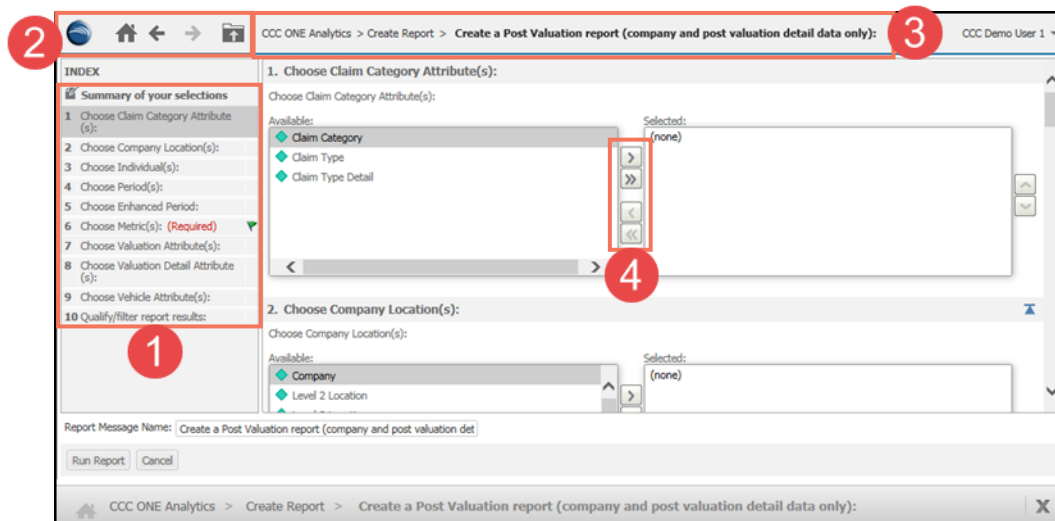 2
CCC ONE Analytics > Create Report > Create a Post Valuation report (company and post valuation detail data only):
3
CCC Demo User 1
INDEX
Summary of your selections
1 Choose Claim Category Attribute
(s):
2 Choose Company Location(s):
3 Choose Individual(s):
4 Choose Period(s):
5 Choose Enhanced Period:
6 Choose Metric(s): (Required)
7 Choose Valuation Attribute(s):
8 Choose Valuation Detail Attribute
(s):
9 Choose Vehicle Attribute(s):
10 Qualify/filter report results:
1
1. Choose Claim Category Attribute(s):
Choose Claim Category Attribute(s):
Available:
Claim Category
Claim Type
Claim Type Detail
Selected:
(none)
4
2. Choose Company Location(s):
Choose Company Location(s):
Available:
Company
Level 2 Location
Selected:
(none)
Report Message Name: Create a Post Valuation report (company and post valuation det
Run Report Cancel
CCC ONE Analytics > Create Report > Create a Post Valuation report (company and post valuation detail data only):
X